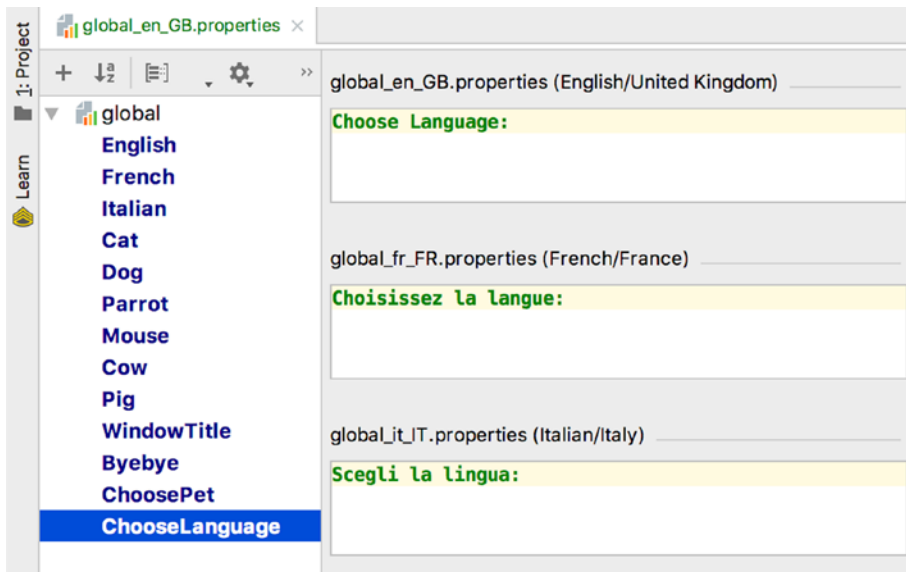 global_en_GB.properties
1: Project
Learn
global
English
French
Italian
Cat
Dog
Parrot
Mouse
Cow
Pig
WindowTitle
Byebye
ChoosePet
ChooseLanguage
global_en_GB.properties (English/United Kingdom)
Choose Language:
global_fr_FR.properties (French/France)
Choisissez la langue:
global_it_IT.properties (Italian/Italy)
Scegli la lingua: